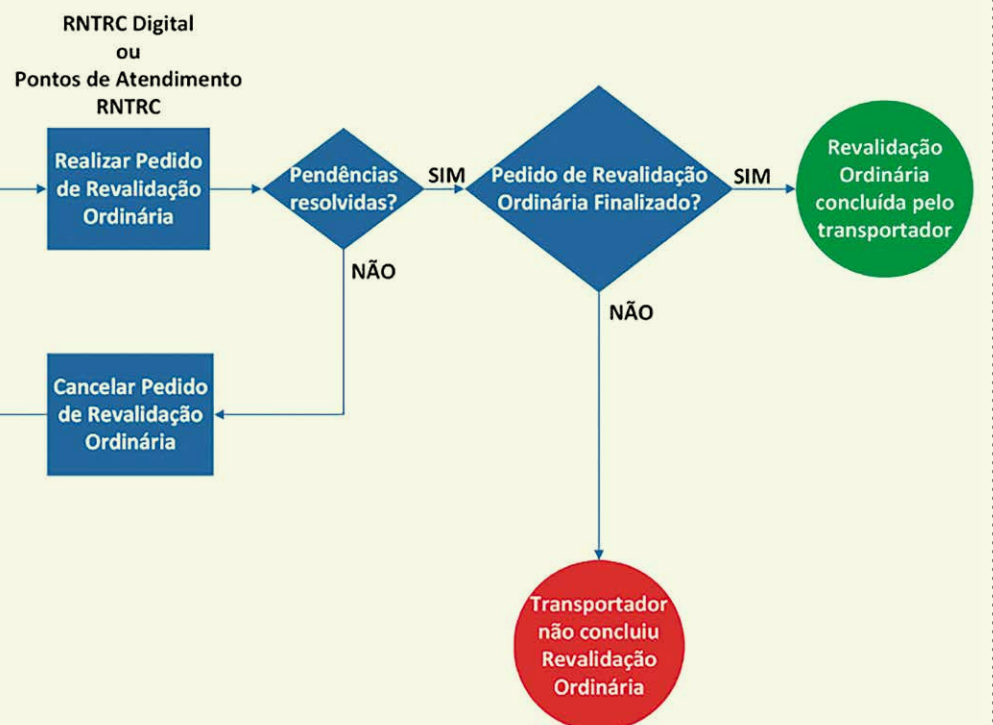 RNTRC Digital
ou
Pontos de Atendimento
RNTRC
Realizar Pedido
de Revalidação
Ordinária
Pendências
resolvidas?
SIM
Pedido de Revalidação
Ordinária Finalizado?
SIM
Revalidação
Ordinária
concluída pelo
transportador
NÃO
NÃO
Cancelar Pedido
de Revalidação
Ordinária
Transportador
não concluiu
Revalidação
Ordinária